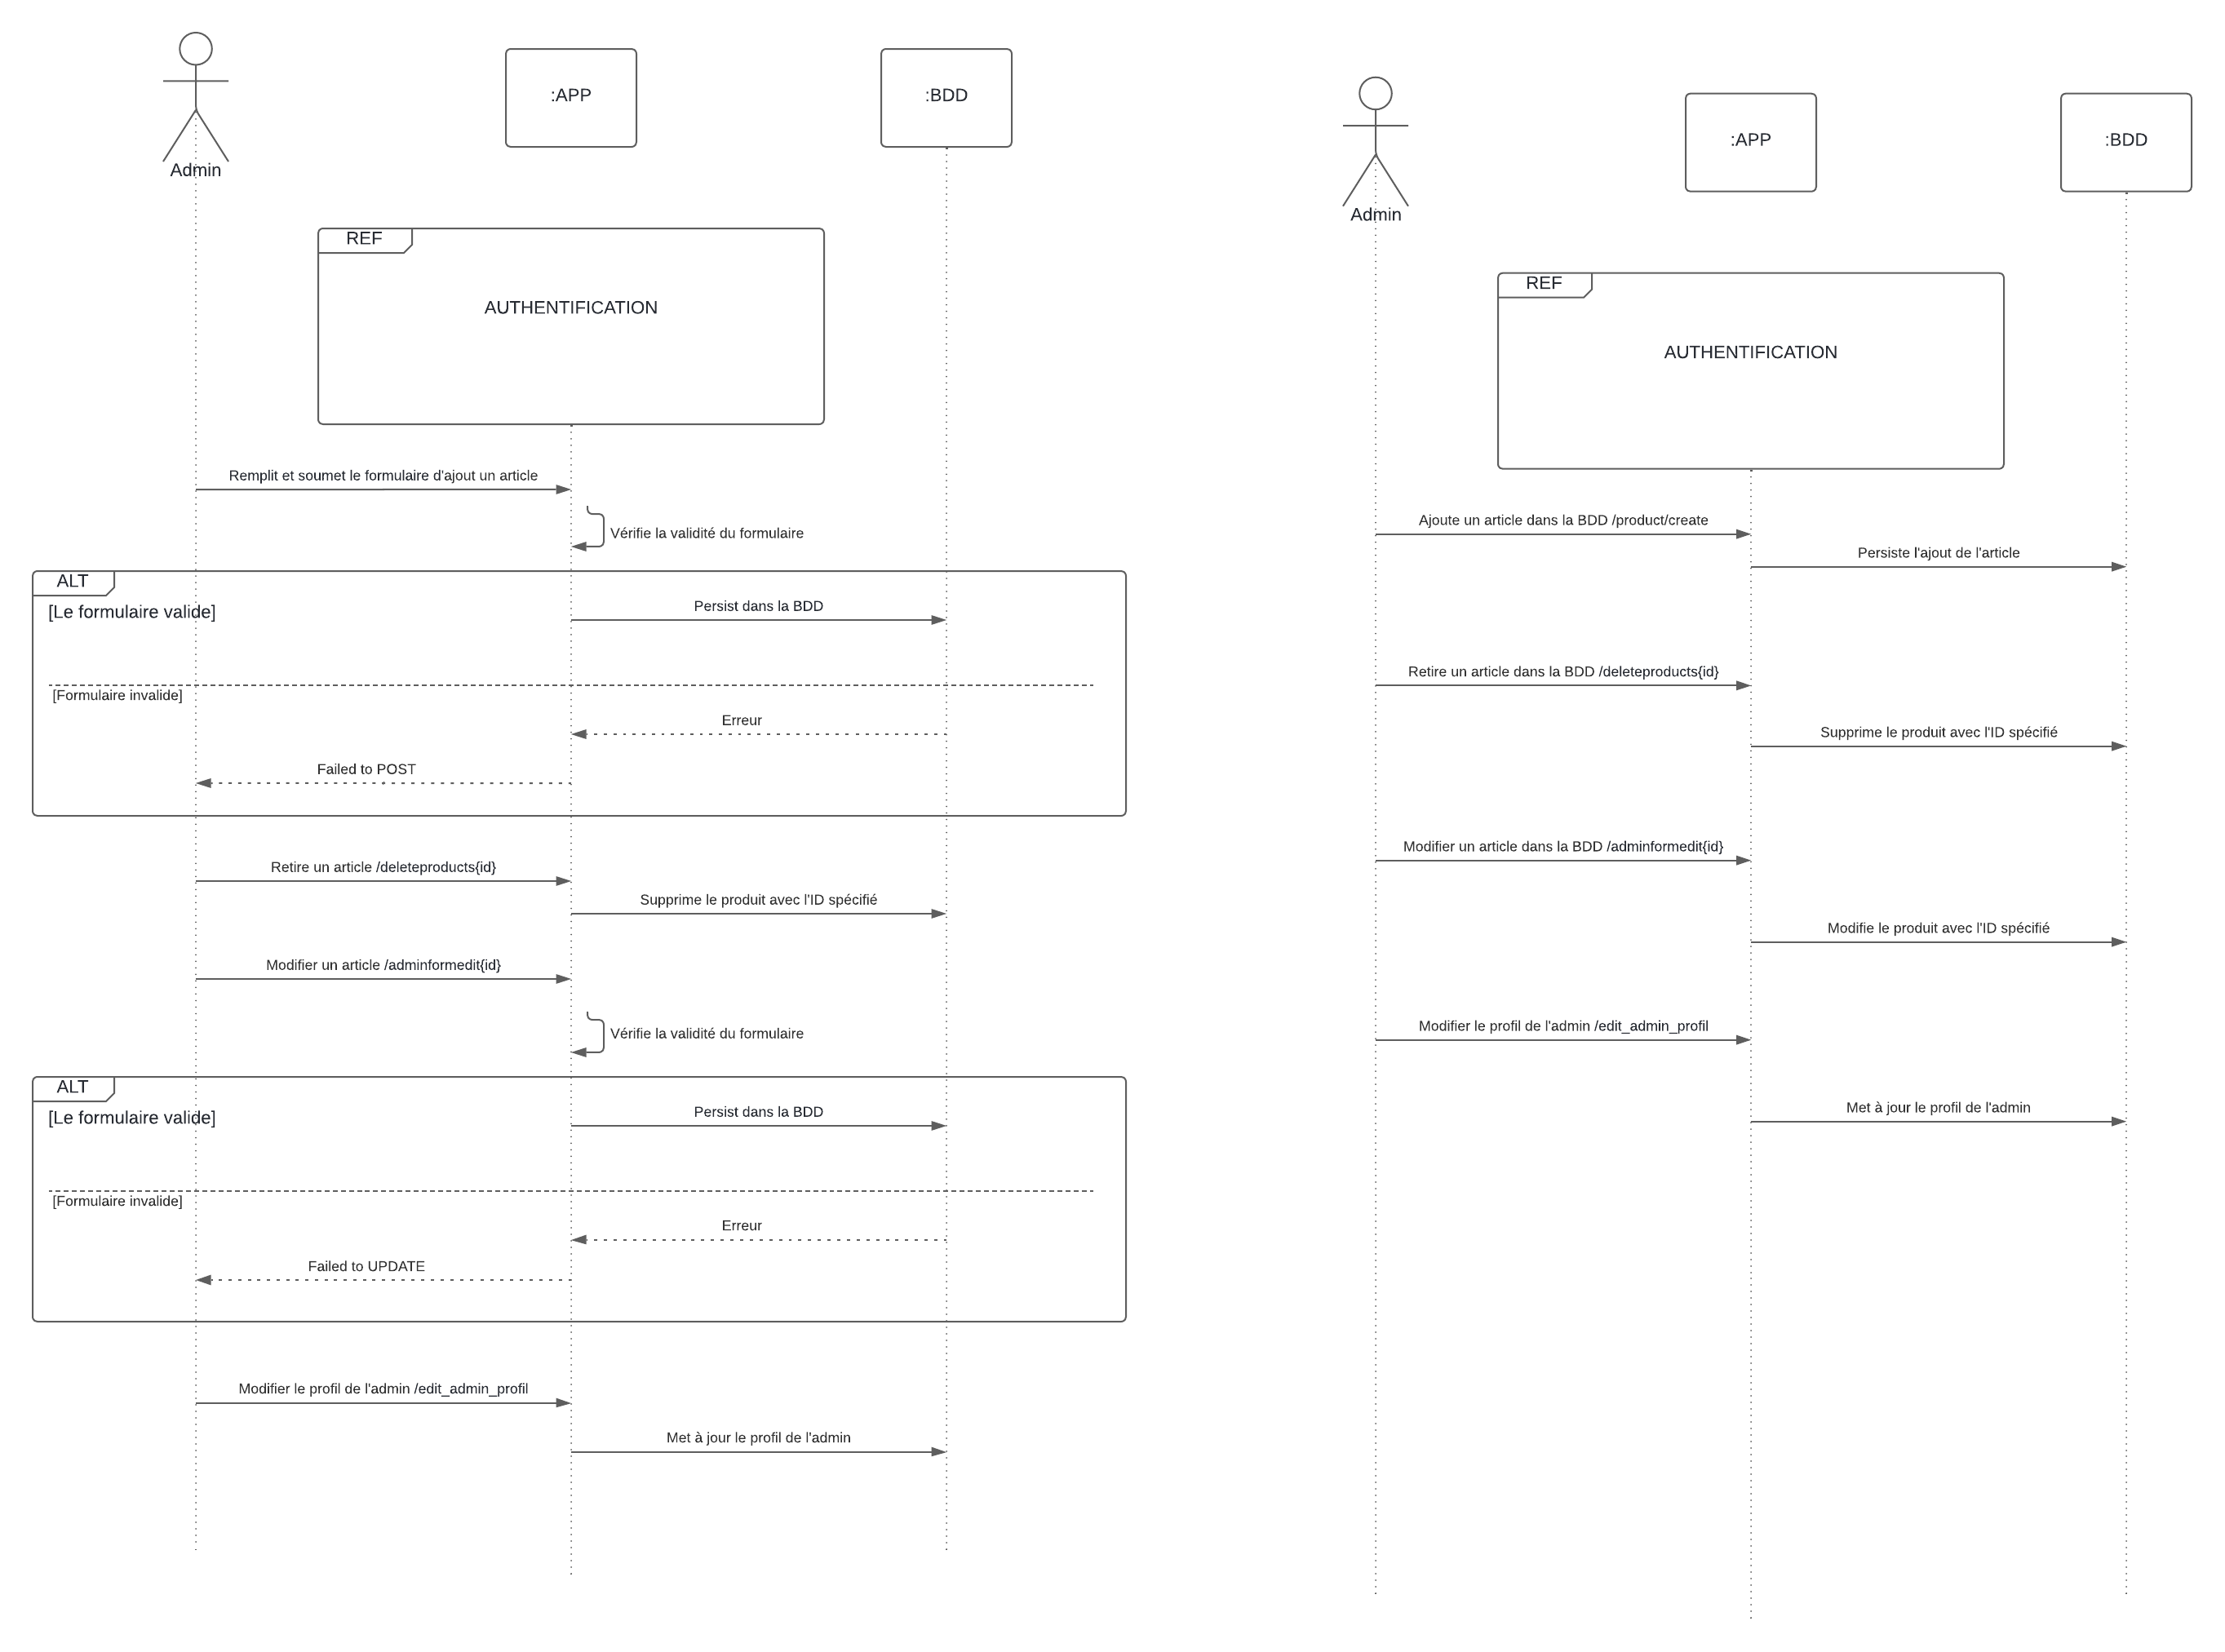 :APP
:BDD
Admin
REF
AUTHENTIFICATION
Remplit et soumet le formulaire d'ajout un article
Vérifie la validité du formulaire
ALT
[Le formulaire valide]
Persist dans la BDD
[Formulaire invalide]
Erreur
Failed to POST
Retire un article /deleteproducts{id}
Supprime le produit avec l'ID spécifié
Modifier un article /adminformedit{id}
Vérifie la validité du formulaire
ALT
[Le formulaire valide]
Persist dans la BDD
[Formulaire invalide]
Erreur
Failed to UPDATE
Modifier le profil de l'admin /edit_admin_profil
Met à jour le profil de l'admin
:APP
:BDD
Admin
REF
AUTHENTIFICATION
Ajoute un article dans la BDD /product/create
Persiste l'ajout de l'article
Retire un article dans la BDD /deleteproducts{id}
Supprime le produit avec l'ID spécifié
Modifier un article dans la BDD /adminformedit{id}
Modifie le produit avec l'ID spécifié
Modifier le profil de l'admin /edit_admin_profil
Met à jour le profil de l'admin